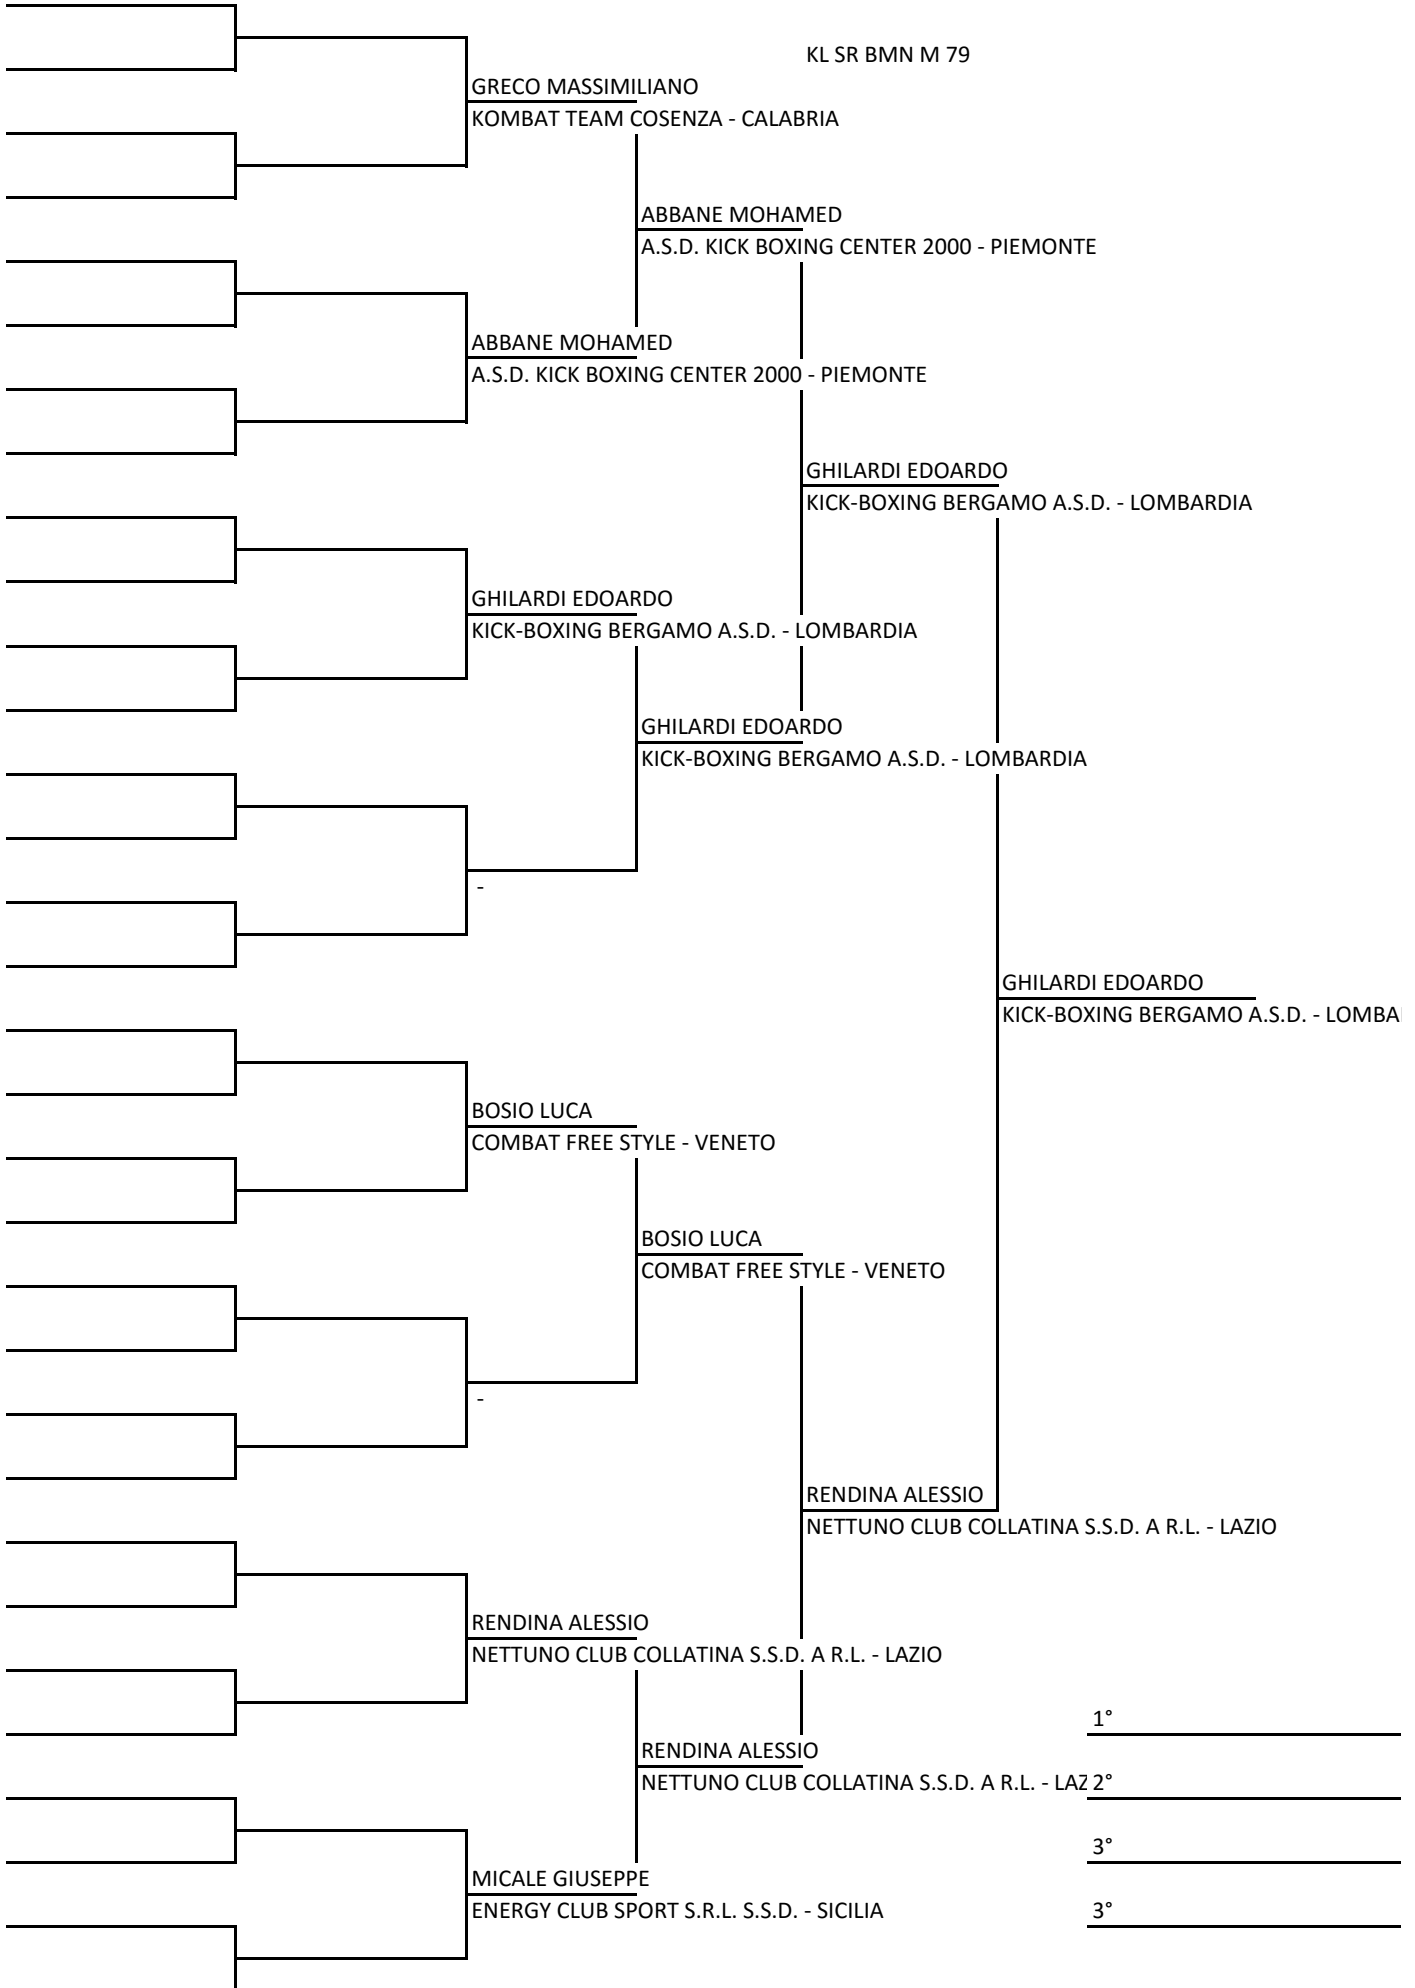 KL SR BMN M 79
GRECO MASSIMILIANO
KOMBAT TEAM COSENZA - CALABRIA
ABBANE MOHAMED
A.S.D. KICK BOXING CENTER 2000 - PIEMONTE
ABBANE MOHAMED
A.S.D. KICK BOXING CENTER 2000 - PIEMONTE
GHILARDI EDOARDO
KICK-BOXING BERGAMO A.S.D. - LOMBARDIA
GHILARDI EDOARDO
KICK-BOXING BERGAMO A.S.D. - LOMBARDIA
GHILARDI EDOARDO
KICK-BOXING BERGAMO A.S.D. - LOMBARDIA
-
GHILARDI EDOARDO
KICK-BOXING BERGAMO A.S.D. - LOMBA
BOSIO LUCA
COMBAT FREE STYLE - VENETO
BOSIO LUCA
COMBAT FREE STYLE - VENETO
-
RENDINA ALESSIO
NETTUNO CLUB COLLATINA S.S.D. A R.L. - LAZIO
RENDINA ALESSIO
NETTUNO CLUB COLLATINA S.S.D. A R.L. - LAZIO
1°
RENDINA ALESSIO
NETTUNO CLUB COLLATINA S.S.D. A R.L. - LAZ
2°
3°
MICALE GIUSEPPE
ENERGY CLUB SPORT S.R.L. S.S.D. - SICILIA
3°